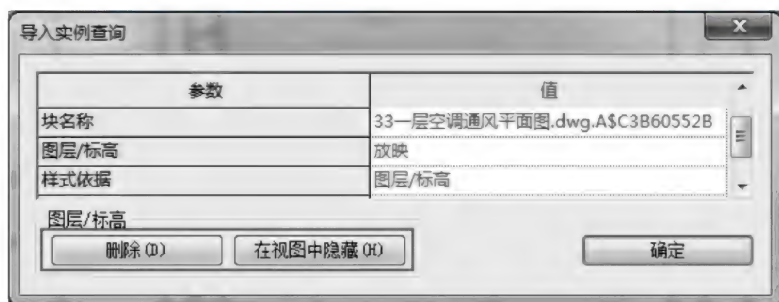 导入实例查询
参数 值
块名称 33一层空调通风平面图.dwg.A$C3B60552B
图层/标高 放映
样式依据 图层/标高
图层/标高
删除(D) 在视图中隐藏(H) 确定